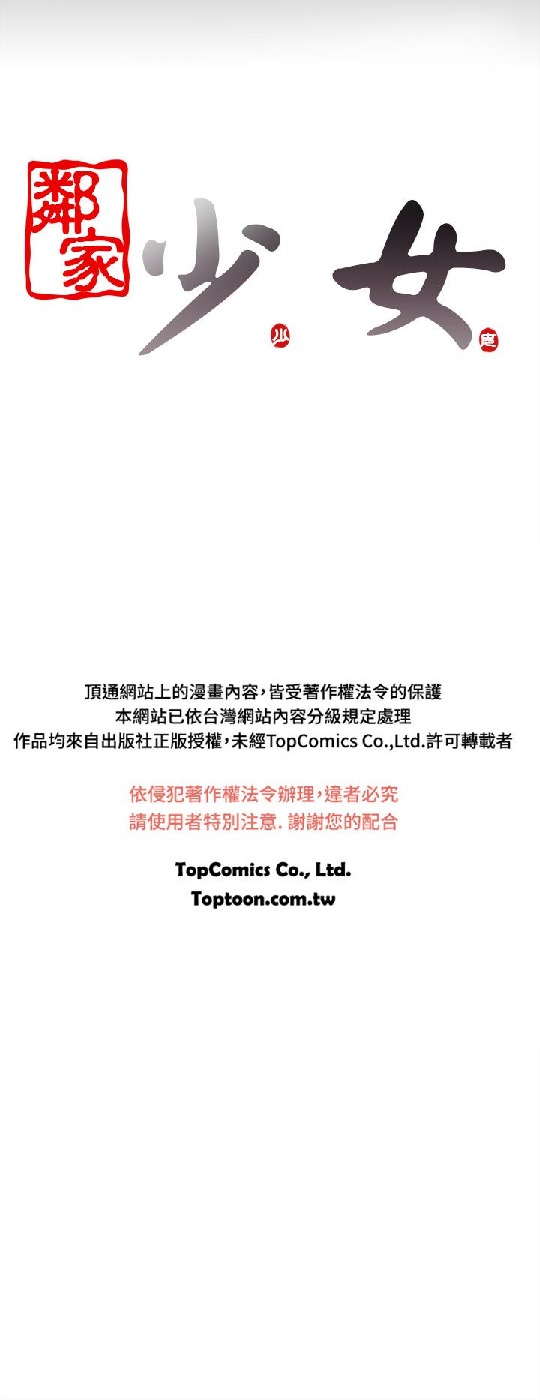 鄰家
少女
頂通網站上的漫畫內容,皆受著作權法令的保護
本網站已依台灣網站內容分級規定處理
作品均來自出版社正版授權,未經TopComics Co.,Ltd.許可轉載者
依侵犯著作權法令辦理,違者必究
請使用者特別注意. 謝謝您的配合
TopComics Co., Ltd.
Toptoon.com.tw